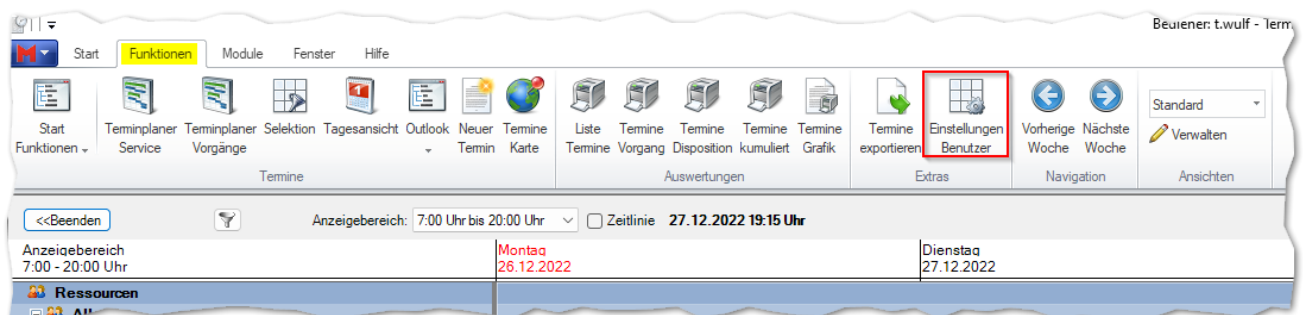 Bediener: t.wulf - Term
Start Funktionen Module Fenster Hilfe
Start Funktionen
Terminplaner Service
Terminplaner Vorgänge
Selektion
Tagesansicht
Outlook
Neuer Termin
Termine Karte
Liste Termine
Termine Vorgang
Termine Disposition
Termine kumuliert
Termine Grafik
Termine exportieren
Einstellungen Benutzer
Vorherige Woche
Nächste Woche
Standard
Verwalten
Termine Auswertungen Extras Navigation Ansichten
<<Beenden Anzeigebereich: 7:00 Uhr bis 20:00 Uhr Zeitlinie 27.12.2022 19:15 Uhr
Anzeigebereich Montag Dienstag
7:00 - 20:00 Uhr 26.12.2022 27.12.2022
Ressourcen